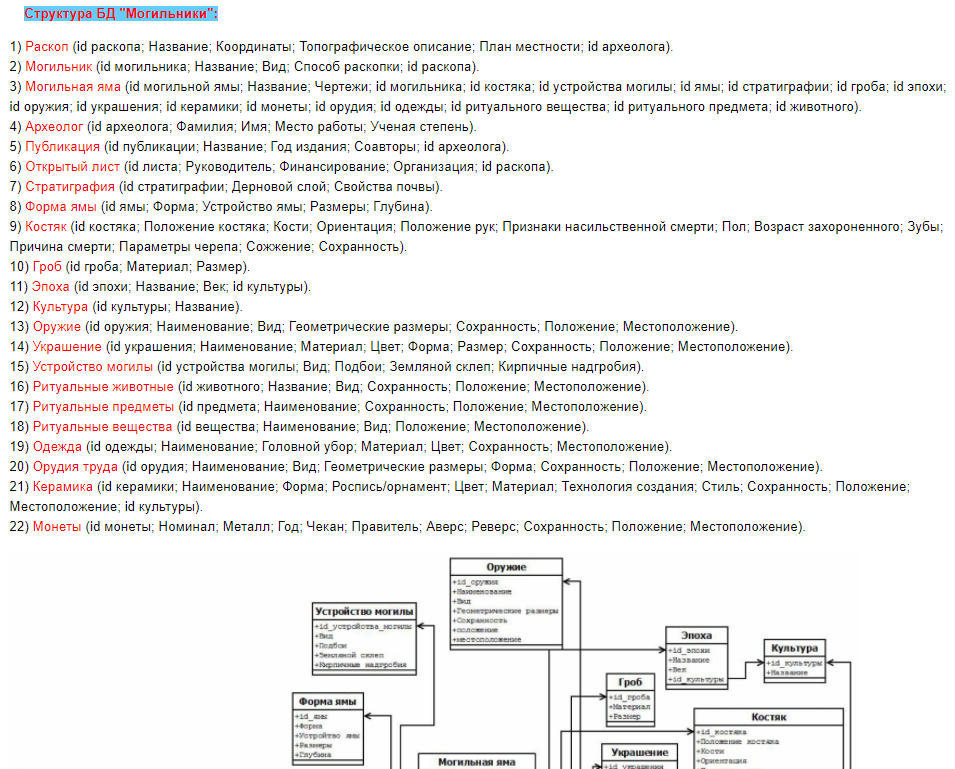 Структура БД "Могильники":
1) Раскоп (id раскопа; Название; Координаты; Топографическое описание; План местности; id археолога).
2) Могильник (id могильника; Название; Вид; Способ раскопки; id раскопа).
3) Могильная яма (id могильной ямы; Название; Чертежи; id могильника; id костяка; id устройства могилы; id ямы; id стратиграфии; id гроба; id эпохи;
id оружия; id украшения; id керамики; id монеты; id орудия; id одежды; id ритуального вещества; id ритуального предмета; id животного).
4) Археолог (id археолога; Фамилия; Имя; Место работы; Ученая степень).
5) Публикация (id публикации; Название; Год издания; Соавторы; id археолога).
6) Открытый лист (id листа; Руководитель; Финансирование; Организация; id раскопа).
7) Стратиграфия (id стратиграфии; Дерновой слой; Свойства почвы).
8) Форма ямы (id ямы; Форма; Устройство ямы; Размеры; Глубина).
9) Костяк (id костяка; Положение костяка; Кости; Ориентация; Положение рук; Признаки насильственной смерти; Пол; Возраст захороненного; Зубы;
Причина смерти; Параметры черепа; Сожжение; Сохранность).
10) Гроб (id гроба; Материал; Размер).
11) Эпоха (id эпохи; Название; Век; id культуры).
12) Культура (id культуры; Название).
13) Оружие (id оружия; Наименование; Вид; Геометрические размеры; Сохранность; Положение; Местоположение).
14) Украшение (id украшения; Наименование; Материал; Цвет; Форма; Размер; Сохранность; Положение; Местоположение).
15) Устройство могилы (id устройства могилы; Вид; Подбои; Земляной склеп; Кирпичные надгробия).
16) Ритуальные животные (id животного; Название; Вид; Сохранность; Положение; Местоположение).
17) Ритуальные предметы (id предмета; Наименование; Сохранность; Положение; Местоположение).
18) Ритуальные вещества (id вещества; Наименование; Вид; Положение; Местоположение).
19) Одежда (id одежды; Наименование; Головной убор; Материал; Цвет; Сохранность; Местоположение).
20) Орудия труда (id орудия; Наименование; Вид; Геометрические размеры; Форма; Сохранность; Положение; Местоположение).
21) Керамика (id керамики; Наименование; Форма; Роспись/орнамент; Цвет; Материал; Технология создания; Стиль; Сохранность; Положение;
Местоположение; id культуры).
22) Монеты (id монеты; Номинал; Металл; Год; Чекан; Правитель; Аверс; Реверс; Сохранность; Положение; Местоположение).
Оружие
+id_оружия
+Наименование
+Вид
+Геометрические размеры
+Сохранность
+положение
+местоположение
Устройство могилы
+id_устройства_могилы
+Вид
+Подбои
+Земляной склеп
+Кирпичные надгробия
Эпоха
+id_эпохи
+Название
+Век
+id_культуры
Культура
+id_культуры
+Название
Гроб
+id_гроба
+Материал
+Размер
Форма ямы
+id_ямы
+Форма
+Устройство ямы
+Размеры
+Глубина
Костяк
+id_костяка
+Положение костяка
+Кости
+Ориентация
Украшение
+id_украшения
Могильная яма